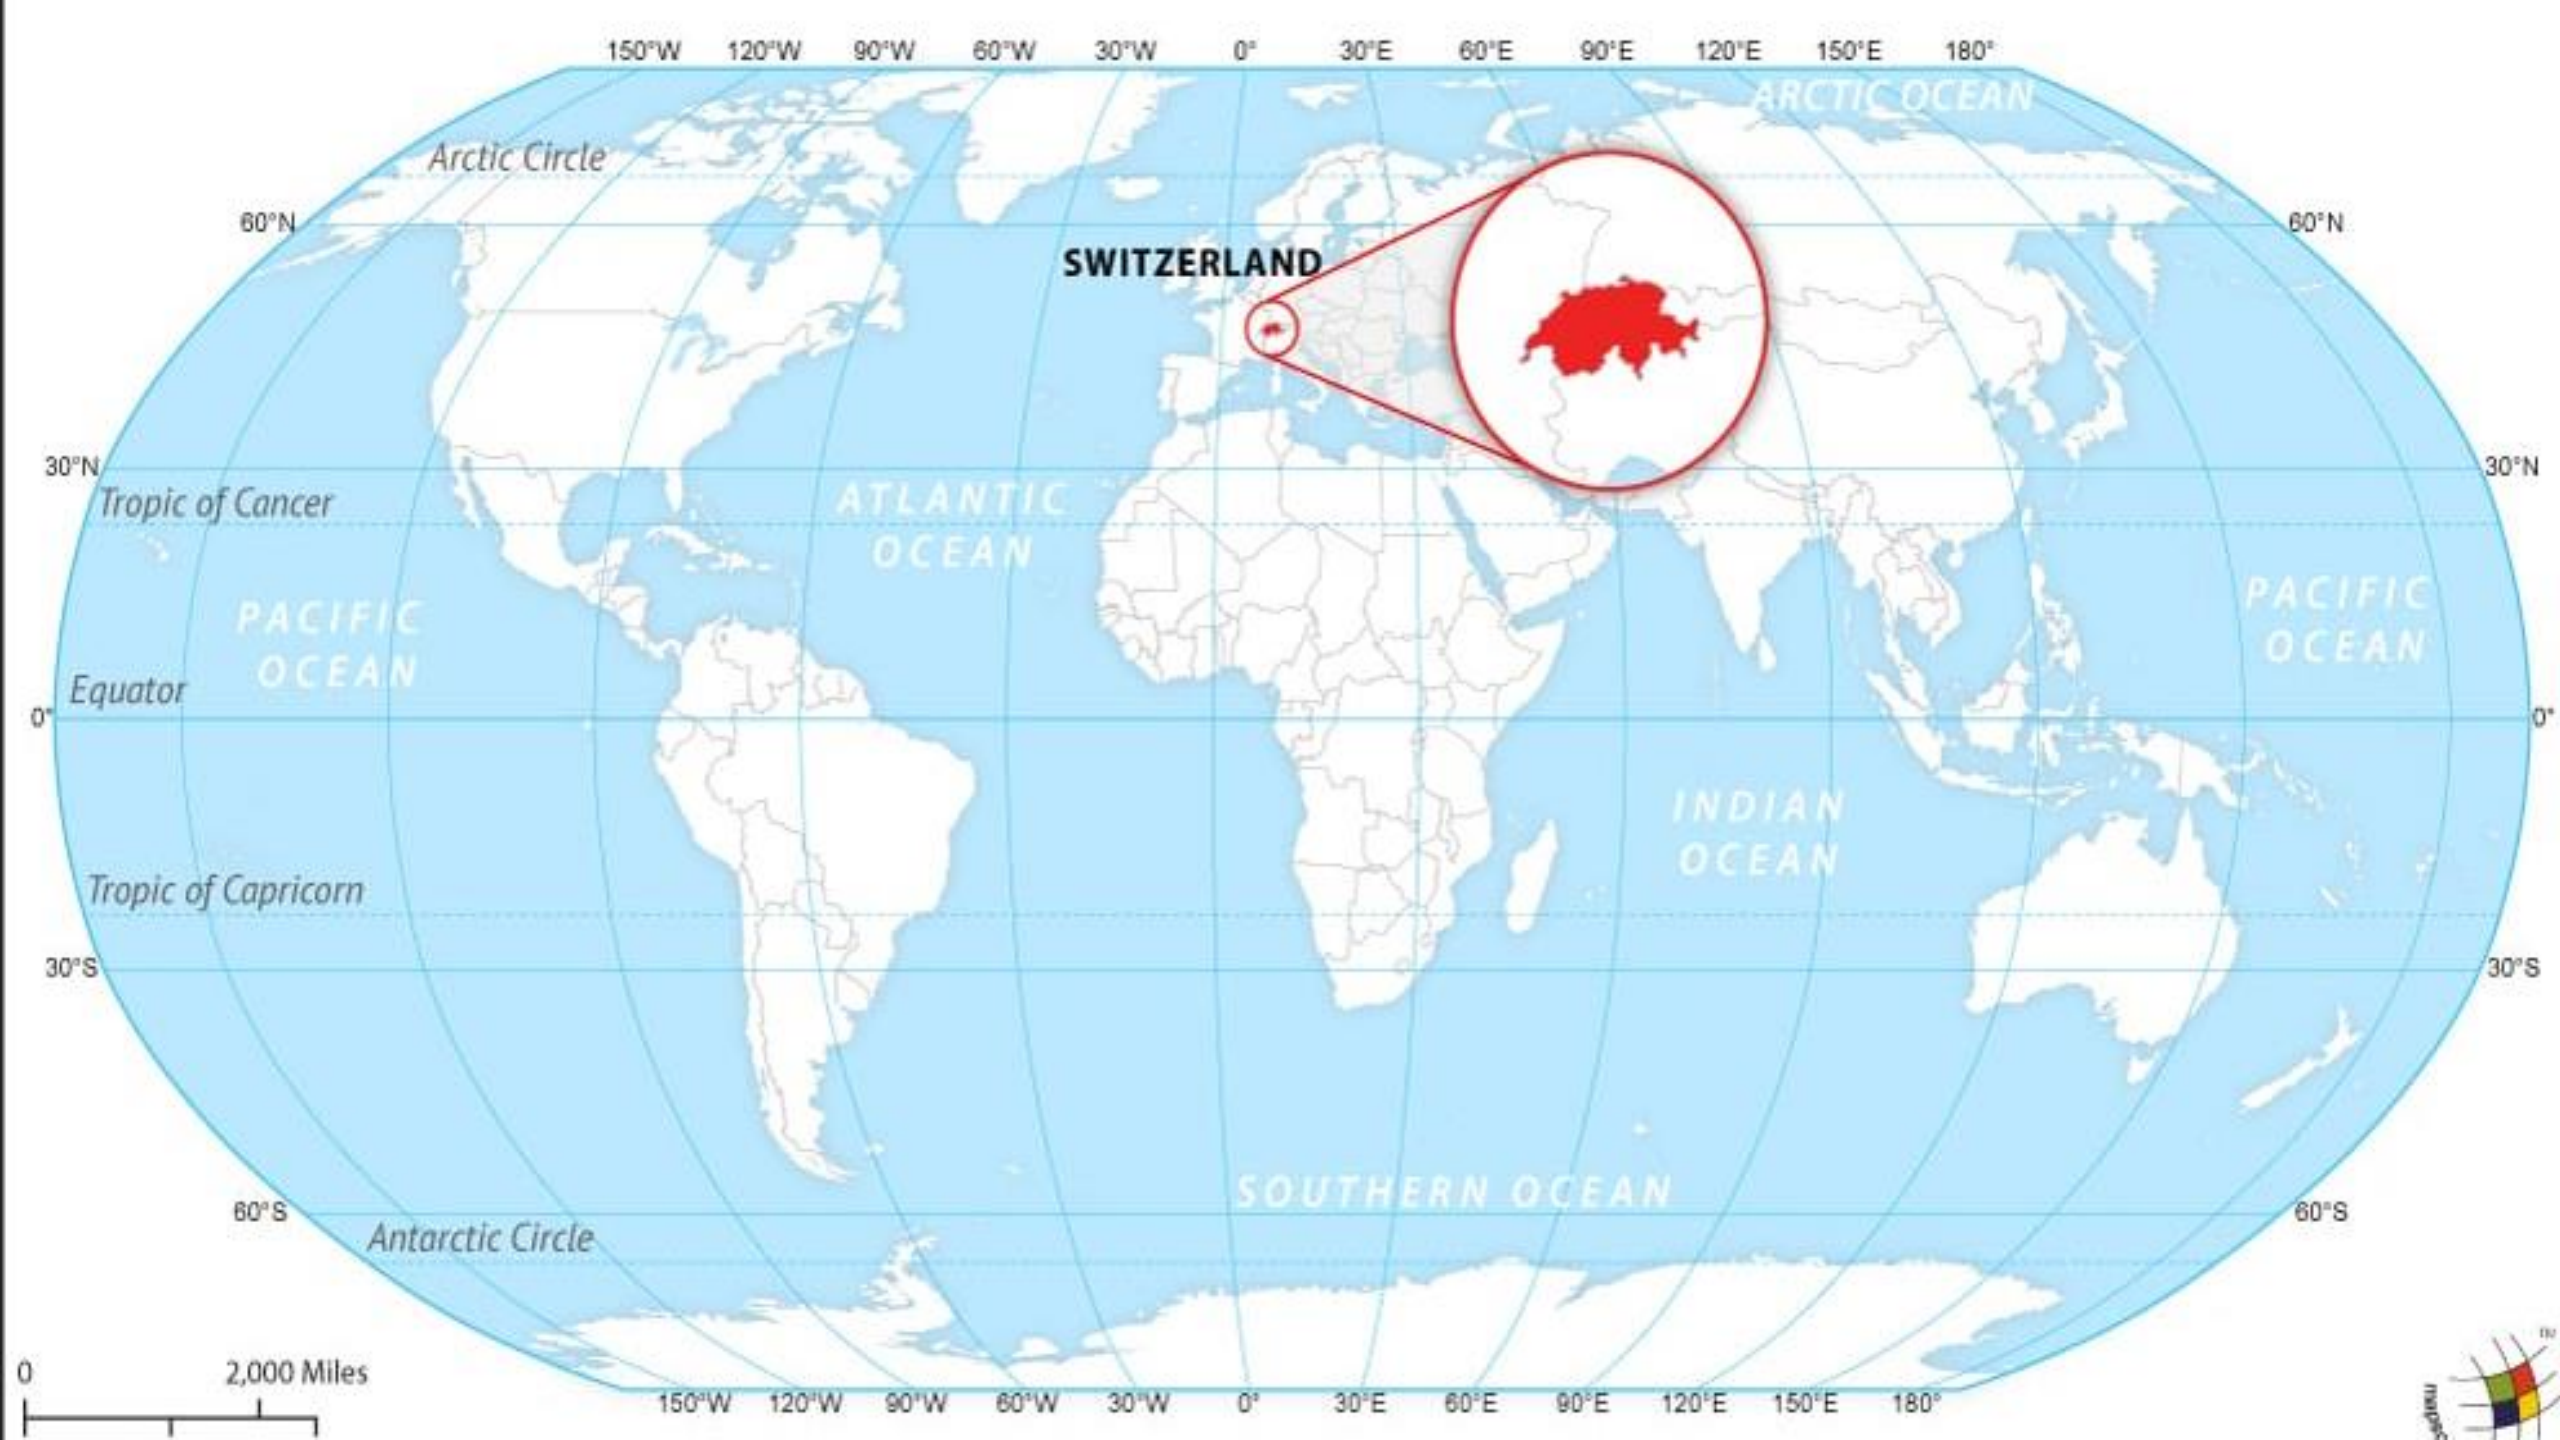 150°W 120°W 90°W 60°W 30°W 0° 30°E 60°E 90°E 120°E 150°E 180°
ARCTIC OCEAN
Arctic Circle
60°N 60°N
SWITZERLAND
30°N 30°N
Tropic of Cancer
ATLANTIC
OCEAN
PACIFIC
OCEAN
PACIFIC
OCEAN
Equator
0° 0°
INDIAN
OCEAN
Tropic of Capricorn
30°S 30°S
SOUTHERN OCEAN
60°S 60°S
Antarctic Circle
0 2,000 Miles
150°W 120°W 90°W 60°W 30°W 0° 30°E 60°E 90°E 120°E 150°E 180°